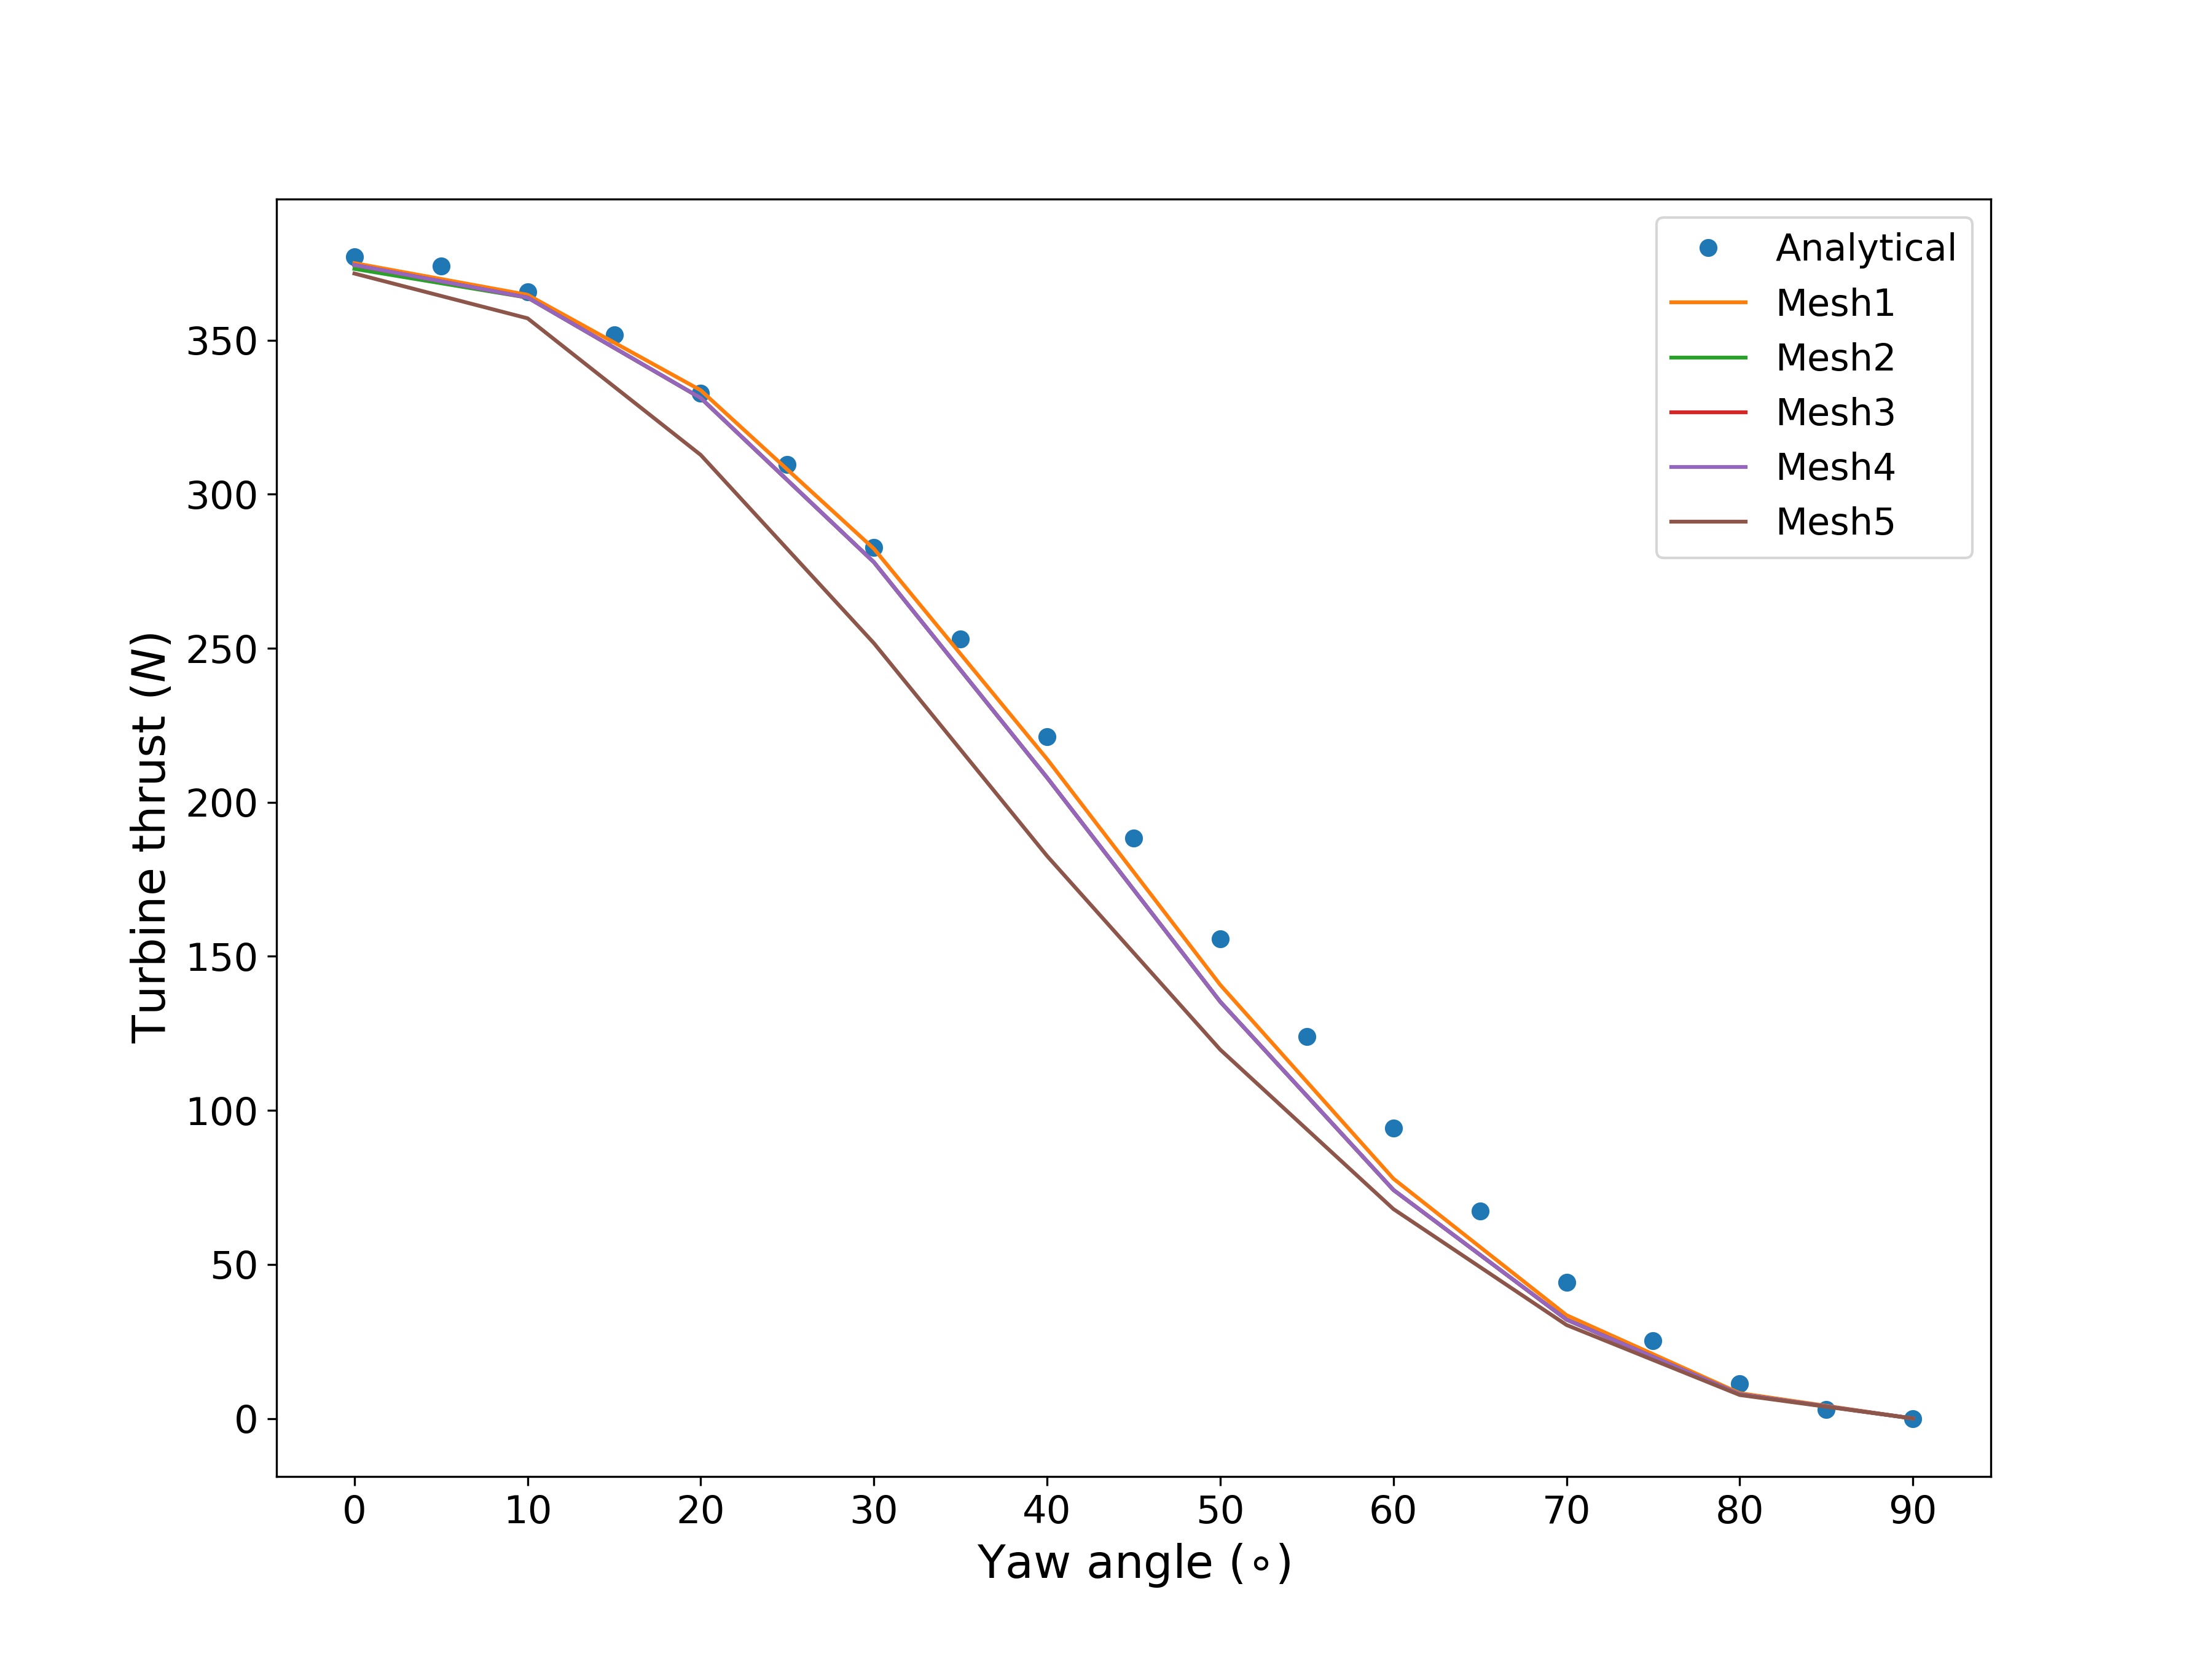 Analytical
Mesh1
Mesh2
Mesh3
Mesh4
Mesh5
Turbine thrust (N)
350
300
250
200
150
100
50
0
0 10 20 30 40 50 60 70 80 90
Yaw angle (∘)